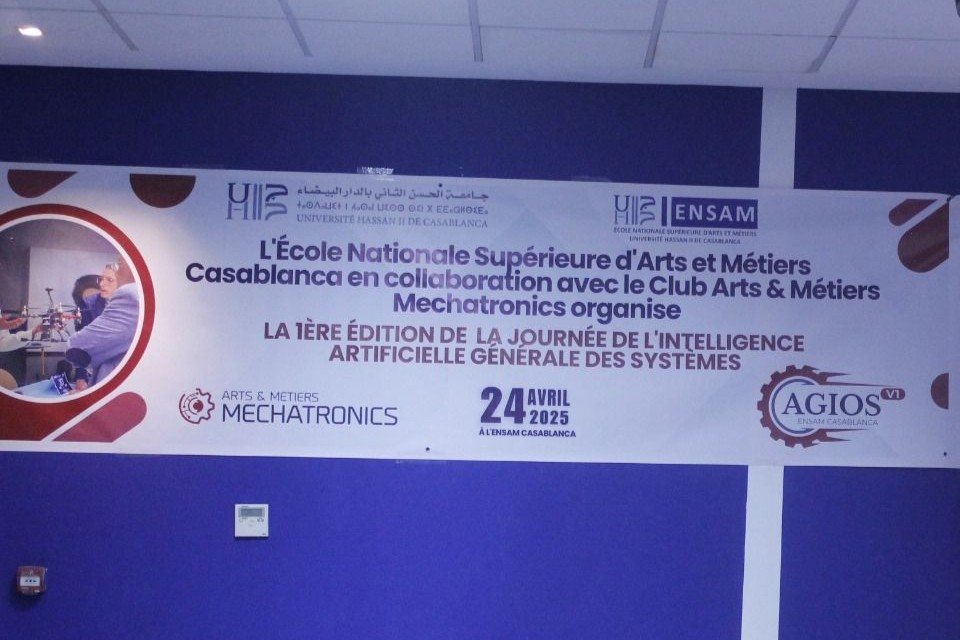 جامعة الحسن الثاني بالدار البيضاء
UNIVERSITÉ HASSAN II DE CASABLANCA
ENSAM
ÉCOLE NATIONALE SUPÉRIEURE D'ARTS ET MÉTIERS
UNIVERSITÉ HASSAN II DE CASABLANCA
L'École Nationale Supérieure d'Arts et Métiers
Casablanca en collaboration avec le Club Arts & Métiers
Mechatronics organise
LA 1ÈRE ÉDITION DE LA JOURNÉE DE L'INTELLIGENCE
ARTIFICIELLE GÉNÉRALE DES SYSTÈMES
ARTS & MÉTIERS
MECHATRONICS
24 AVRIL
2025
À L'ENSAM CASABLANCA
AGIOS V1
ENSAM CASABLANCA